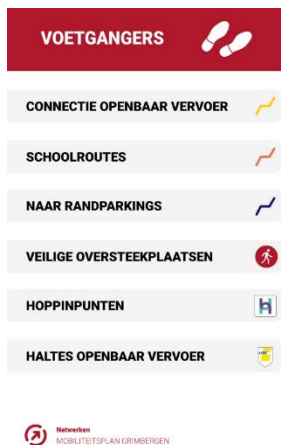 VOETGANGERS
CONNECTIE OPENBAAR VERVOER
SCHOOLROUTES
NAAR RANDPARKINGS
VEILIGE OVERSTEEKPLAATSEN
HOPPINPUNTEN
HALTES OPENBAAR VERVOER
Netwerken
MOBILITEITSPLAN GRIMBERGEN